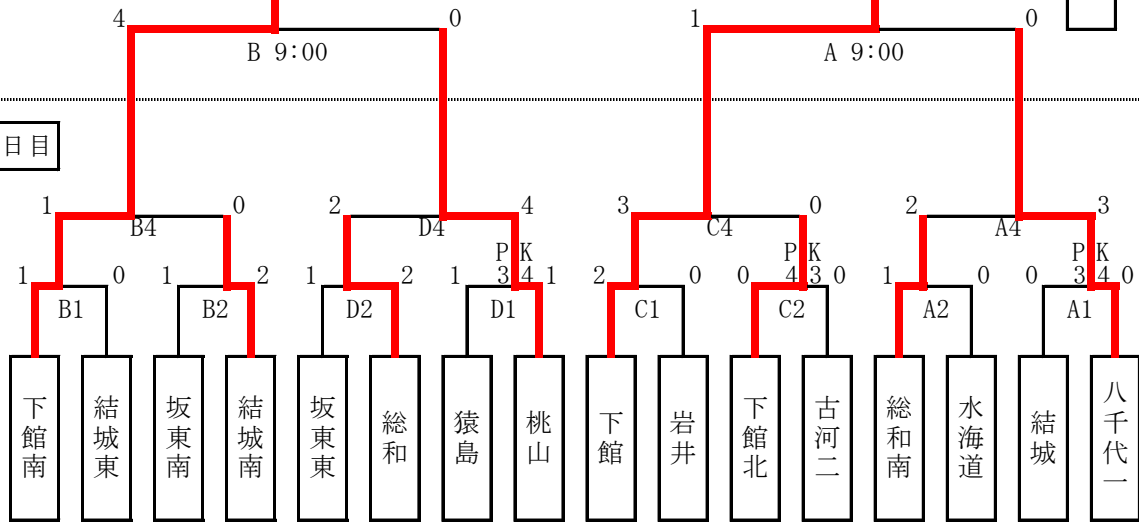 4 0 1 0
B 9:00 A 9:00
日目
1 0 2 4 3 0 2 3
B4 D4 C4 A4
PK PK PK
1 0 1 2 1 2 1 3 4 1 2 0 0 4 3 0 1 0 0 3 4 0
B1 B2 D2 D1 C1 C2 A2 A1
下館南
結城東
坂東南
結城南
坂東東
総和
猿島
桃山
下館
岩井
下館北
古河二
総和南
水海道
結城
八千代一